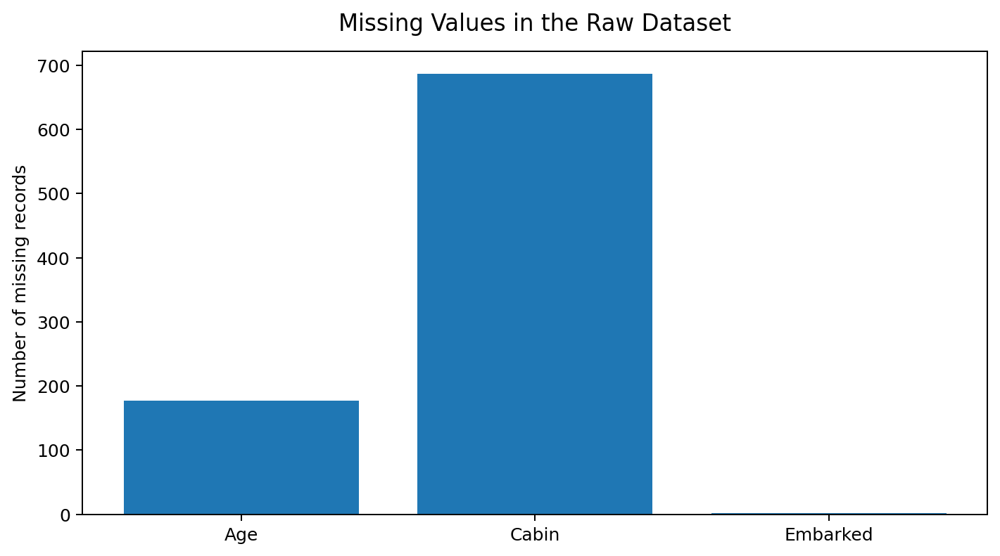 Missing Values in the Raw Dataset
Number of missing records
700
600
500
400
300
200
100
0
Age
Cabin
Embarked